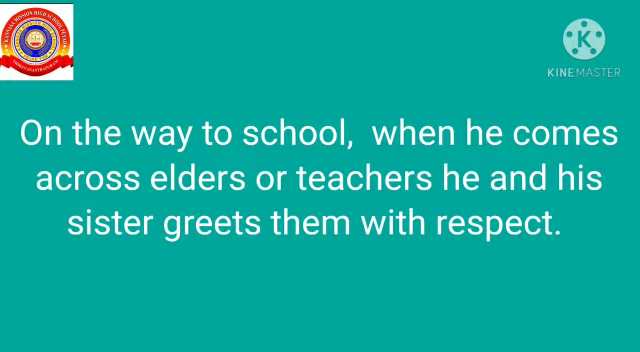 KINEMASTER
On the way to school, when he comes
across elders or teachers he and his
sister greets them with respect.